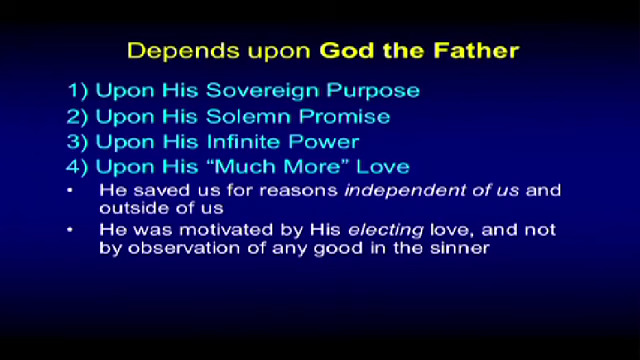 Depends upon God the Father
1) Upon His Sovereign Purpose
2) Upon His Solemn Promise
3) Upon His Infinite Power
4) Upon His “Much More” Love
• He saved us for reasons independent of us and
outside of us
• He was motivated by His electing love, and not
by observation of any good in the sinner